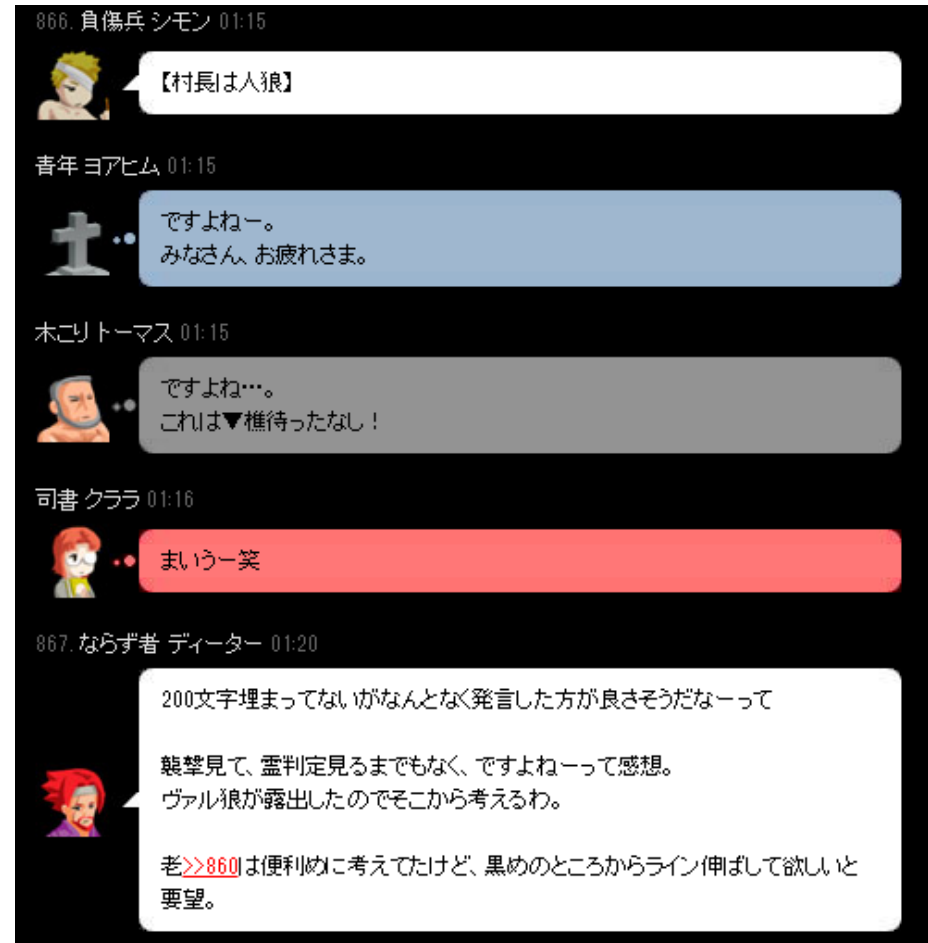 866. 負傷兵 シモン 01:15
【村長は人狼】
青年 ヨアヒム 01:15
ですよねー。
みなさん、お疲れさま。
木こり トーマス 01:15
ですよね…。
これは▼樵待ったなし！
司書 クララ 01:16
まいうー笑
867. ならず者 ディーター 01:20
200文字埋まってないがなんとなく発言した方が良さそうだなーって
襲撃見て、霊判定見るまでもなく、ですよねーって感想。
ヴァル狼が露出したのでそこから考えるわ。
老>>860は便利めに考えてたけど、黒めのところからライン伸ばして欲しいと
要望。